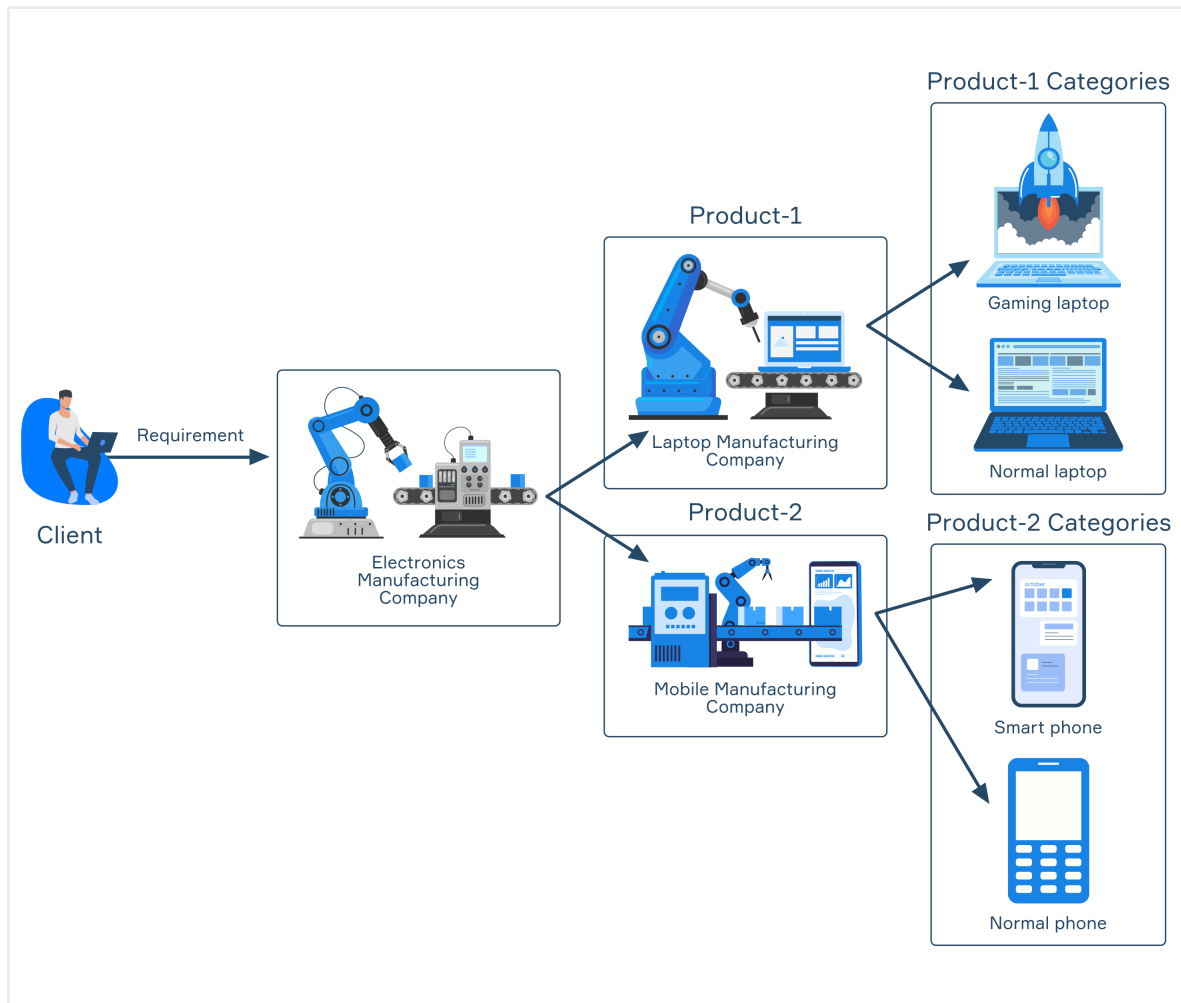 Product-1 Categories
Gaming laptop
Normal laptop
Product-1
Laptop Manufacturing
Company
Requirement
Client
Electronics
Manufacturing
Company
Product-2
Mobile Manufacturing
Company
Product-2 Categories
october
Smart phone
Normal phone